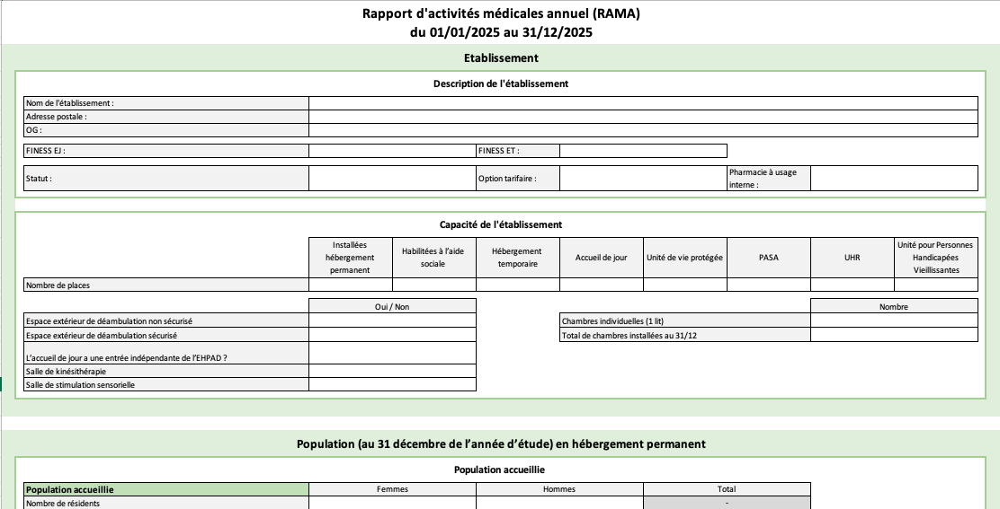 Rapport d'activités médicales annuel (RAMA)
du 01/01/2025 au 31/12/2025
Etablissement
Description de l'établissement
Nom de l'établissement :
Adresse postale :
OG :
FINESS EJ :
FINESS ET :
Statut :
Option tarifaire :
Pharmacie à usage
interne :
Capacité de l'établissement
Installées
hébergement
permanent
Habilitées à l'aide
sociale
Hébergement
temporaire
Accueil de jour
Unité de vie protégée
PASA
UHR
Unité pour Personnes
Handicapées
Vieillissantes
Nombre de places
Oui / Non
Nombre
Espace extérieur de déambulation non sécurisé
Chambres individuelles (1 lit)
Espace extérieur de déambulation sécurisé
Total de chambres installées au 31/12
L'accueil de jour a une entrée indépendante de l'EHPAD ?
Salle de kinésithérapie
Salle de stimulation sensorielle
Population (au 31 décembre de l'année d'étude) en hébergement permanent
Population accueillie
Population accueillie
Femmes
Hommes
Total
Nombre de résidents
-